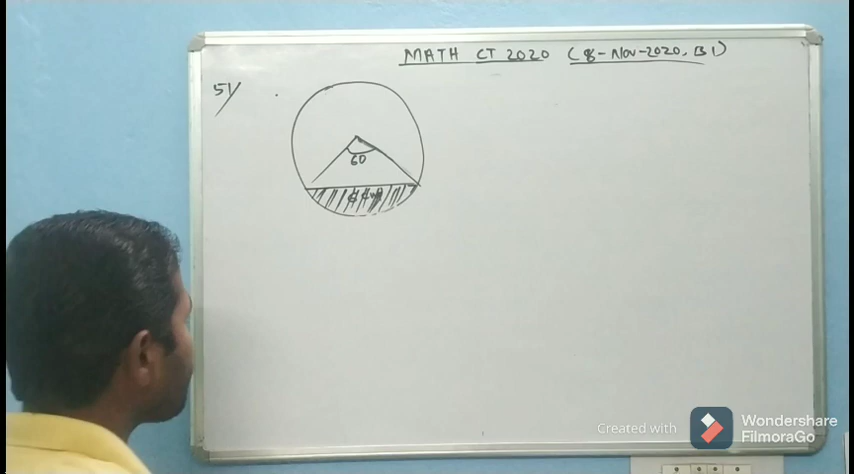 MATH CT 2020 (8-Nov-2020, B1)
51/
60
Created with
Wondershare
FilmoraGo